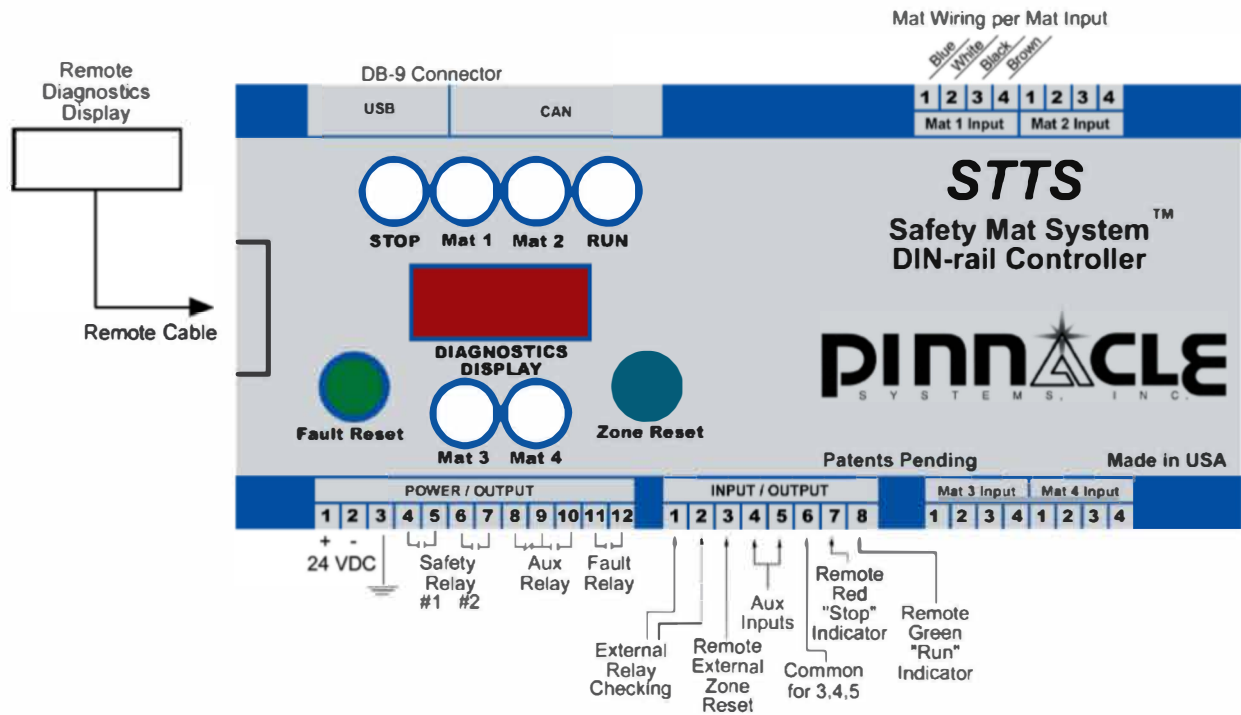 Mat Wiring per Mat Input
Blue
White
Black
Brown
Remote
Diagnostics
Display
DB-9 Connector
USB
CAN
1 2 3 4 1 2 3 4
Mat 1 Input Mat 2 Input
STOP Mat 1 Mat 2 RUN
STTS
Safety Mat System™
DIN-rail Controller
Remote Cable
DIAGNOSTICS
DISPLAY
PINNACLE
SYSTEMS, INC.
Fault Reset
Zone Reset
Mat 3 Mat 4
Patents Pending
Made in USA
POWER / OUTPUT
1 2 3 4 5 6 7 8 9 10 11 12
INPUT / OUTPUT
1 2 3 4 5 6 7 8
Mat 3 Input Mat 4 Input
1 2 3 4 1 2 3 4
+ -
24 VDC
Safety
Relay
#1 #2
Aux
Relay
Fault
Relay
External
Relay
Checking
Remote
External
Zone
Reset
Aux
Inputs
Common
for 3,4,5
Remote
Red
"Stop"
Indicator
Remote
Green
"Run"
Indicator